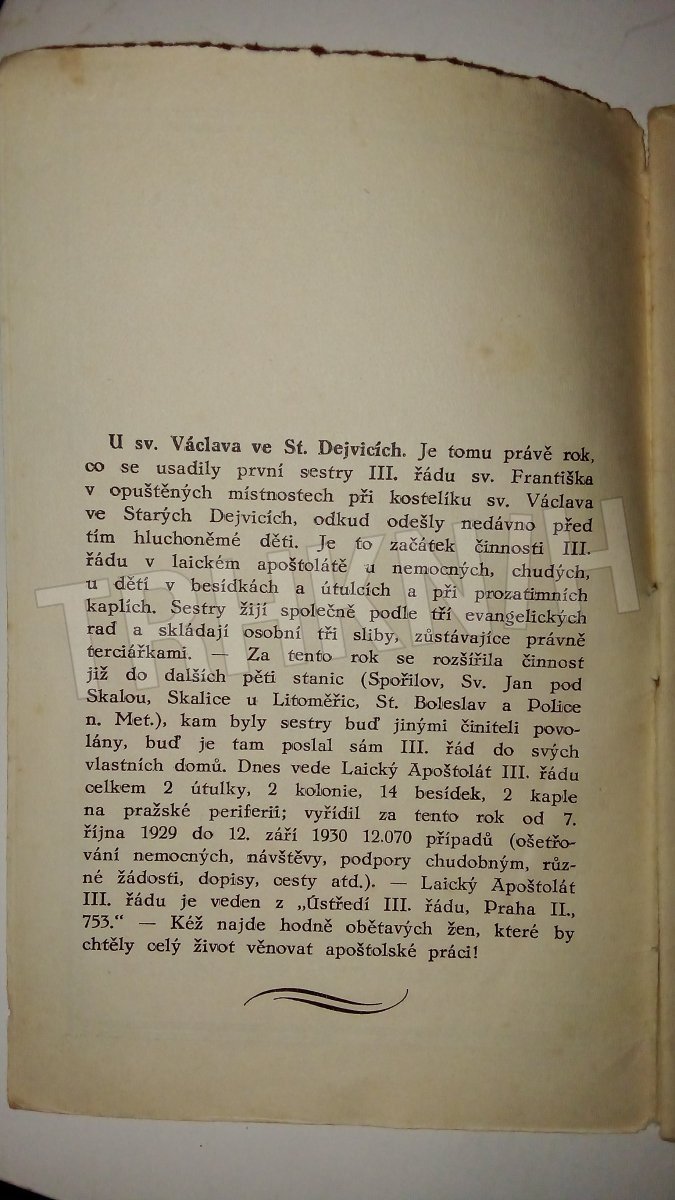 U sv. Václava ve St. Dejvicích. Je tomu právě rok,
co se usadily první sestry III. řádu sv. Františka
v opuštěných místnostech při kostelíku sv. Václava
ve Starých Dejvicích, odkud odešly nedávno před
tím hluchoněmé děti. Je to začátek činnosti III.
řádu v laickém apoštolátě u nemocných, chudých,
u dětí v besídkách a útulcích a při prozatimních
kaplích. Sestry žijí společně podle tří evangelických
rad a skládají osobní tři sliby, zůstávajíce právně
terciářkami. — Za tento rok se rozšířila činnost
již do dalších pěti stanic (Spořilov, Sv. Jan pod
Skalou, Skalice u Litoměřic, St. Boleslav a Police
n. Met.), kam byly sestry buď jinými činiteli povo-
lány, buď je tam poslal sám III. řád do svých
vlastních domů. Dnes vede Laický Apoštolát III. řádu
celkem 2 útulky, 2 kolonie, 14 besídek, 2 kaple
na pražské periferii; vyřídil za tento rok od 7.
října 1929 do 12. září 1930 12.070 případů (ošetřo-
vání nemocných, návštěvy, podpory chudobným, růz-
né žádosti, dopisy, cesty atd.). — Laický Apoštolát
III. řádu je veden z „Ústředí III. řádu, Praha II.,
753.“ — Kéž najde hodně obětavých žen, které by
chtěly celý život věnovat apoštolské práci!
TREKNIH